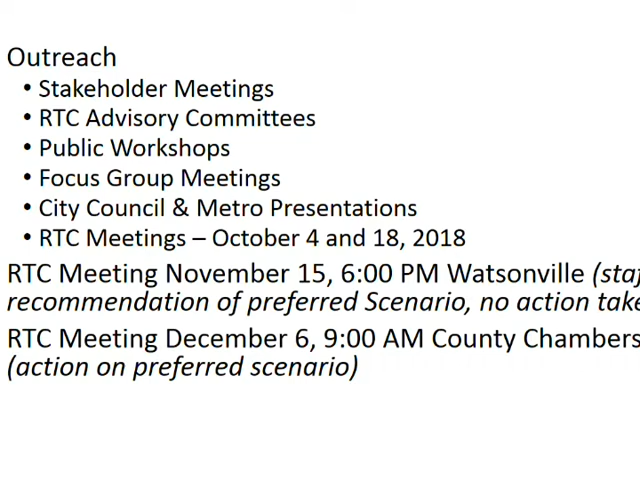 Outreach
• Stakeholder Meetings
• RTC Advisory Committees
• Public Workshops
• Focus Group Meetings
• City Council & Metro Presentations
• RTC Meetings – October 4 and 18, 2018
RTC Meeting November 15, 6:00 PM Watsonville
recommendation of preferred Scenario, no action
RTC Meeting December 6, 9:00 AM County Chambers
(action on preferred scenario)